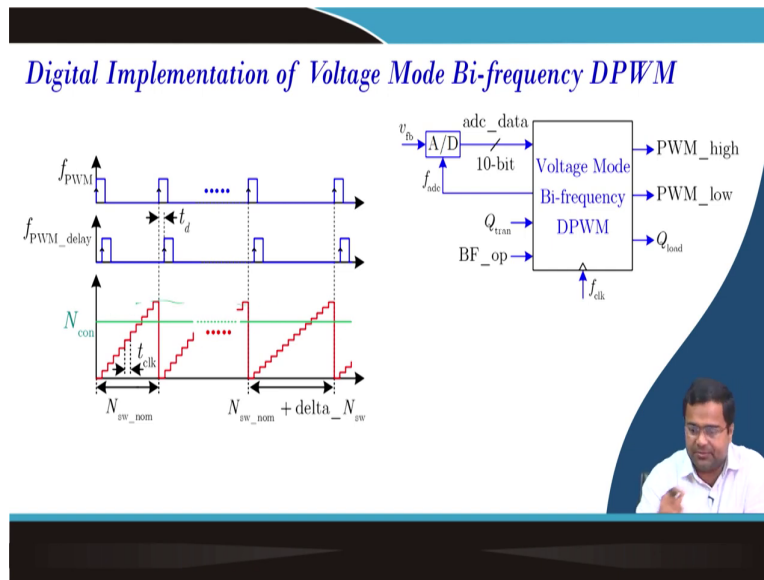 Digital Implementation of Voltage Mode Bi-frequency DPWM
f_PWM
t_d
f_PWM_delay
N_con
t_clk
N_sw_nom
N_sw_nom + delta_N_sw
v_fb
A/D
adc_data
10-bit
f_adc
Q_tran
BF_op
Voltage Mode
Bi-frequency
DPWM
f_clk
PWM_high
PWM_low
Q_load